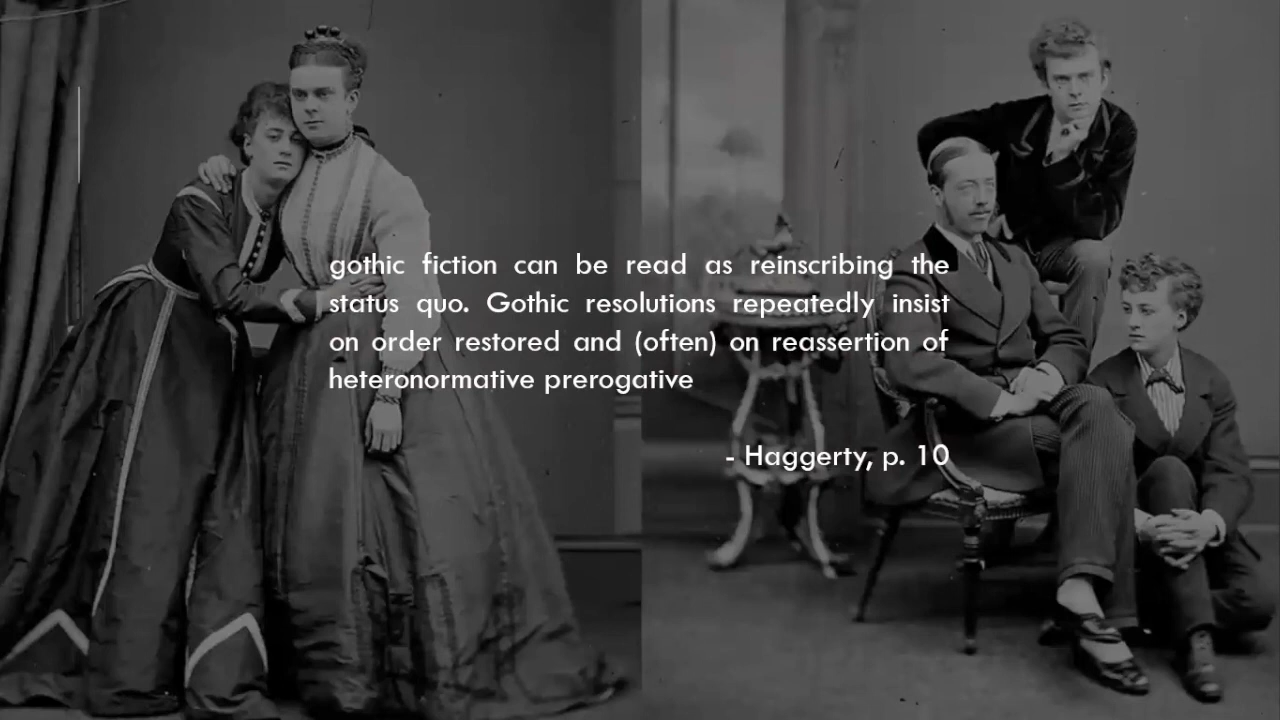 gothic fiction can be read as reinscribing the
status quo. Gothic resolutions repeatedly insist
on order restored and (often) on reassertion of
heteronormative prerogative
- Haggerty, p. 10